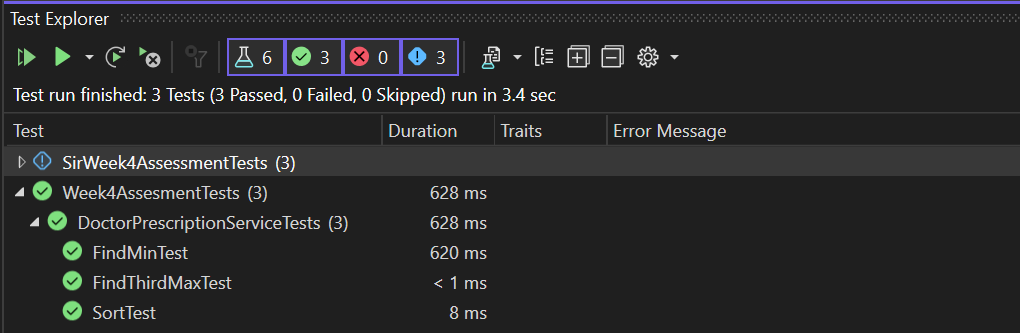 Test Explorer
6 3 0 3
Test run finished: 3 Tests (3 Passed, 0 Failed, 0 Skipped) run in 3.4 sec
Test Duration Traits Error Message
SirWeek4AssessmentTests (3)
Week4AssesmentTests (3) 628 ms
DoctorPrescriptionServiceTests (3) 628 ms
FindMinTest 620 ms
FindThirdMaxTest < 1 ms
SortTest 8 ms